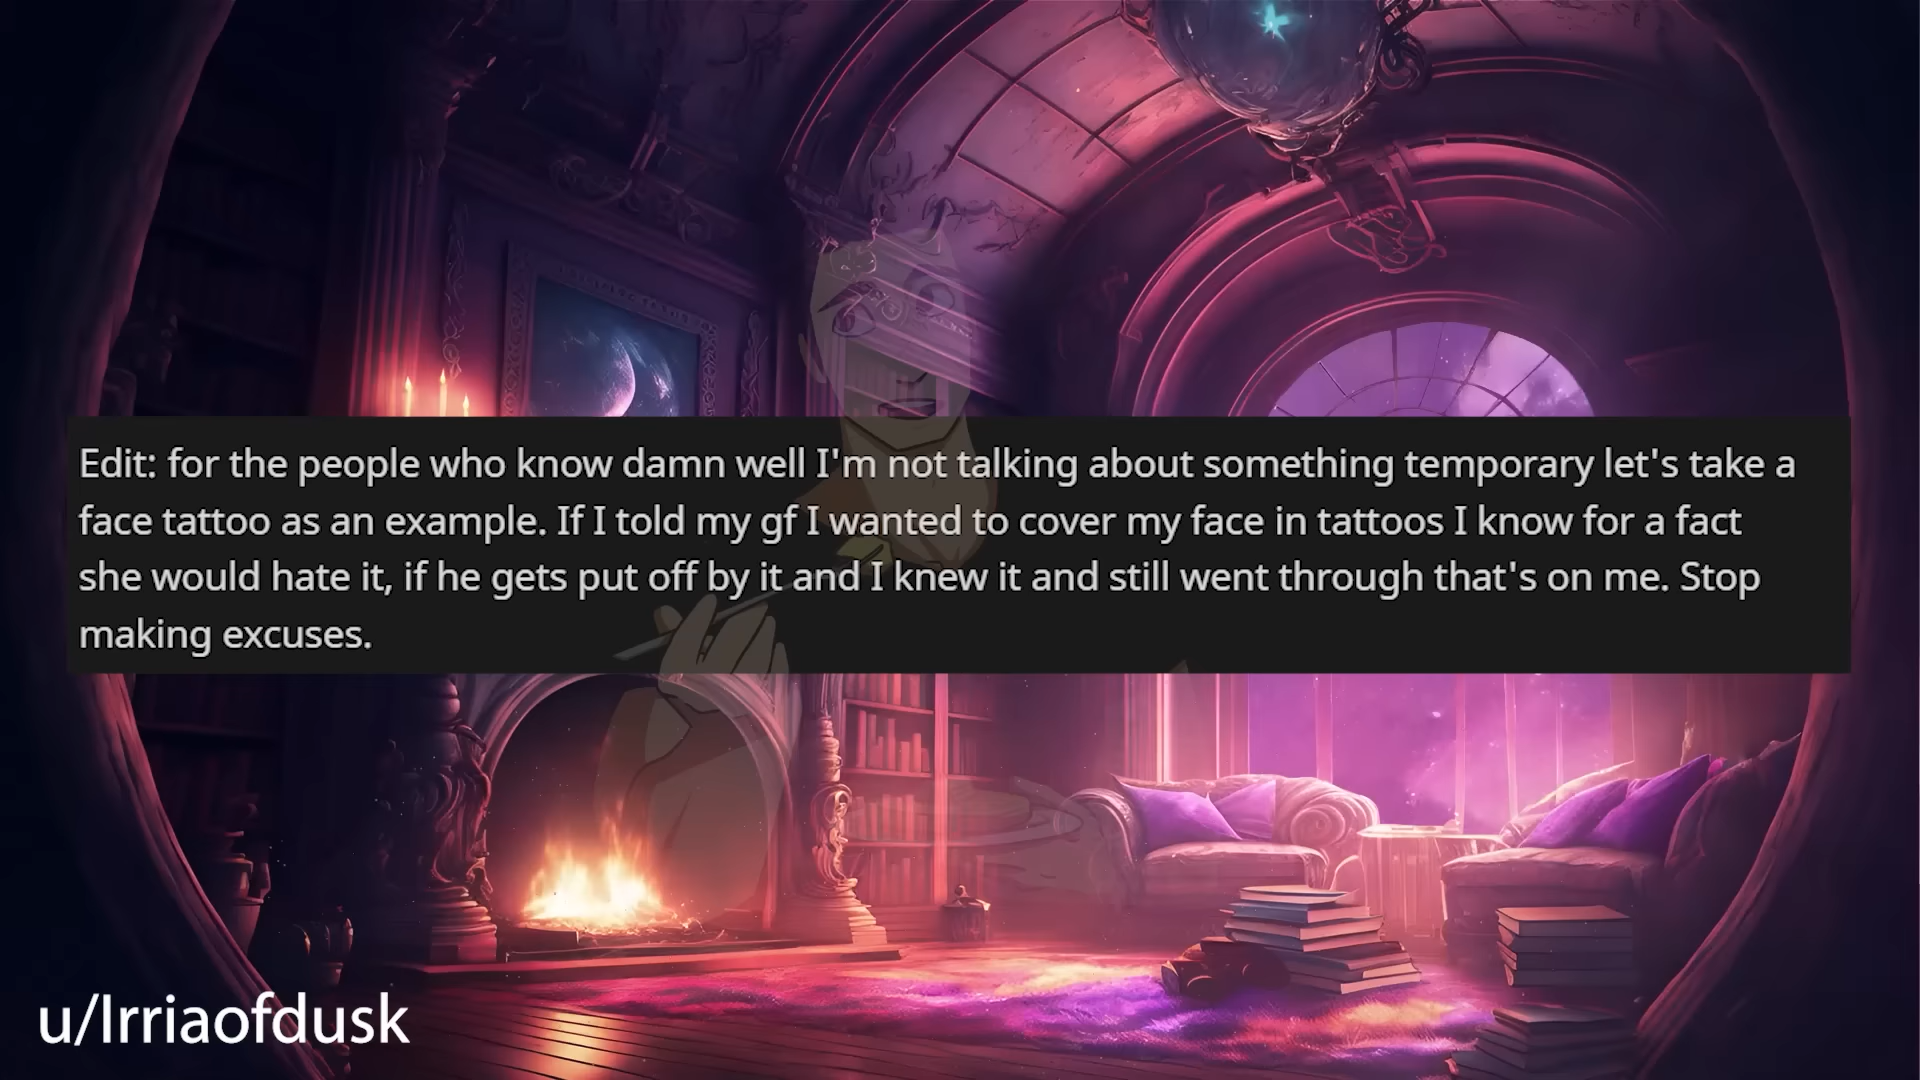 Edit: for the people who know damn well I'm not talking about something temporary let's take a
face tattoo as an example. If I told my gf I wanted to cover my face in tattoos I know for a fact
she would hate it, if he gets put off by it and I knew it and still went through that's on me. Stop
making excuses.
u/Irriaofdusk